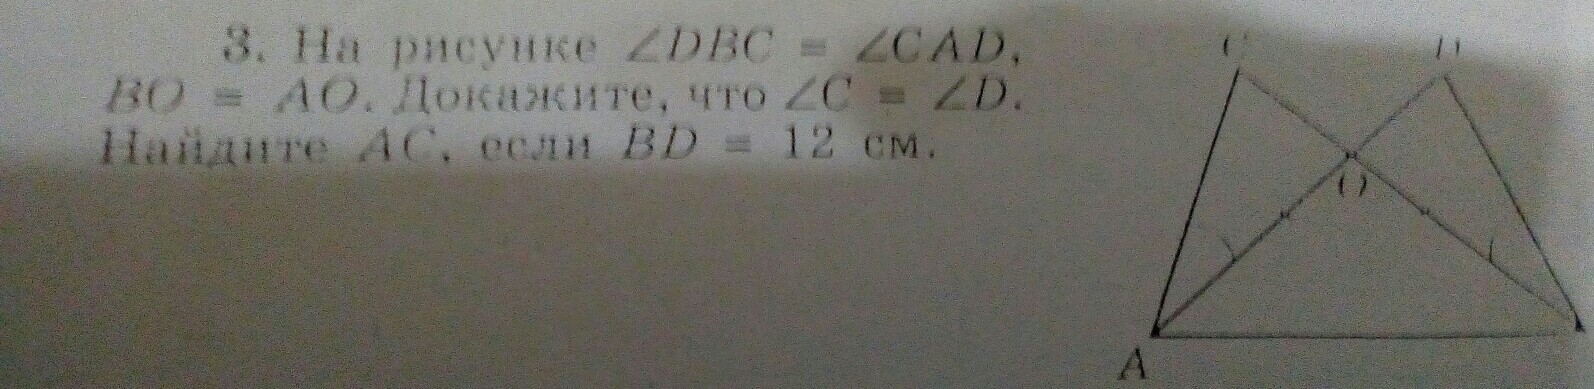 3. На рисунке ∠DBC = ∠CAD,
BO = AO. Докажите, что ∠C = ∠D.
Найдите AC, если BD = 12 см.
C
O
A